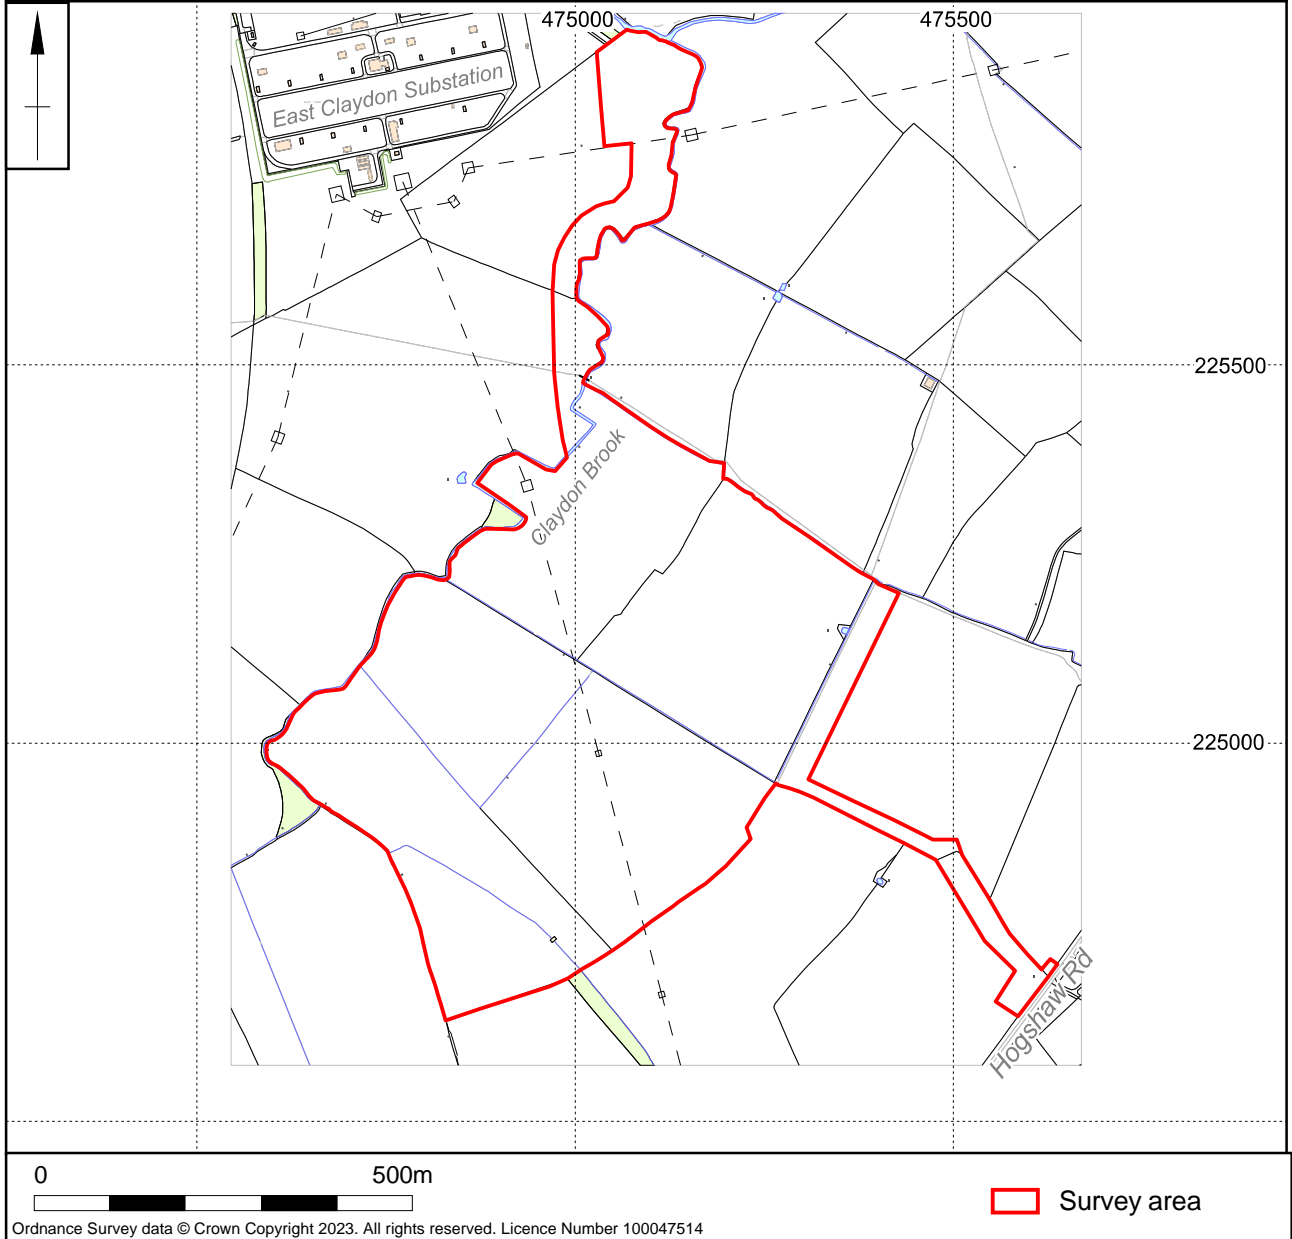 475000
475500
East Claydon Substation
225500
Claydon Brook
225000
Hogshaw Rd
0
500m
Survey area
Ordnance Survey data © Crown Copyright 2023. All rights reserved. Licence Number 100047514